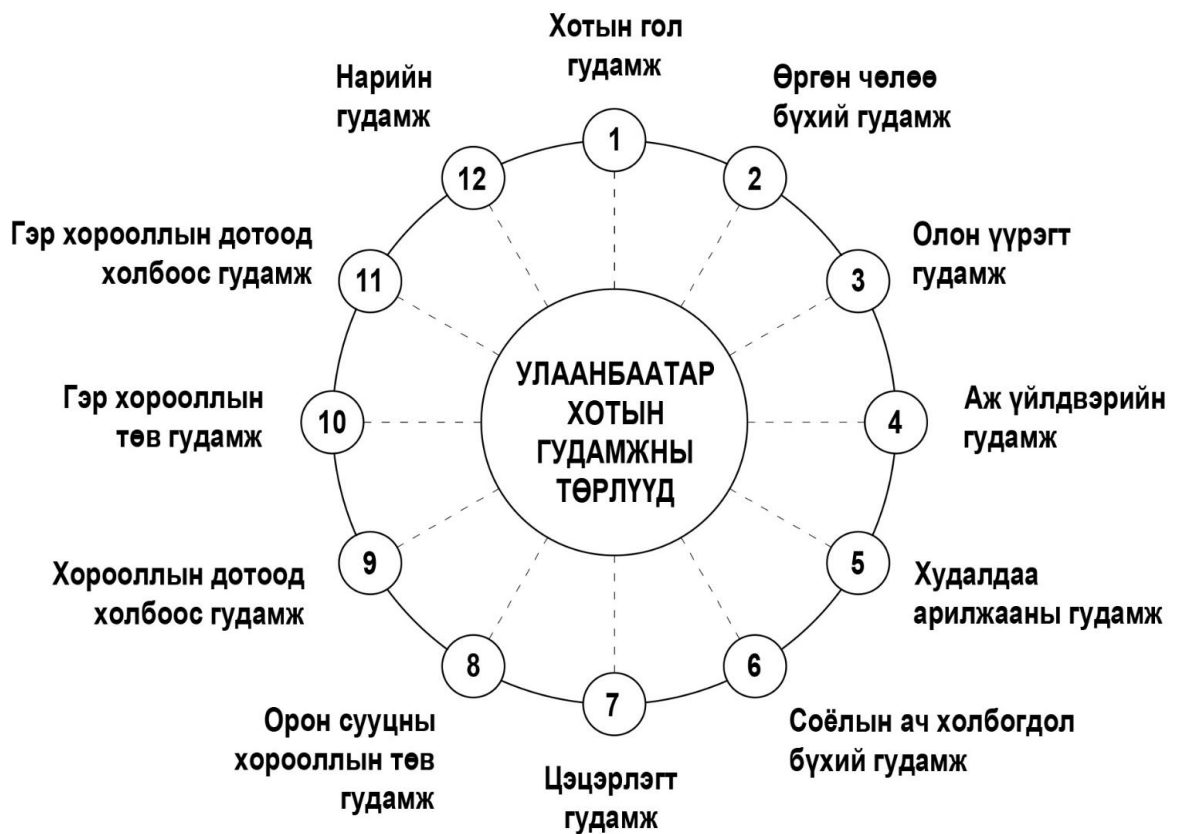 УЛААНБААТАР
ХОТЫН
ГУДАМЖНЫ
ТӨРЛҮҮД
1
Хотын гол
гудамж
2
Өргөн чөлөө
бүхий гудамж
3
Олон үүрэгт
гудамж
4
Аж үйлдвэрийн
гудамж
5
Худалдаа
арилжааны гудамж
6
Соёлын ач холбогдол
бүхий гудамж
7
Цэцэрлэгт
гудамж
8
Орон сууцны
хорооллын төв
гудамж
9
Хорооллын дотоод
холбоос гудамж
10
Гэр хорооллын
төв гудамж
11
Гэр хорооллын дотоод
холбоос гудамж
12
Нарийн
гудамж